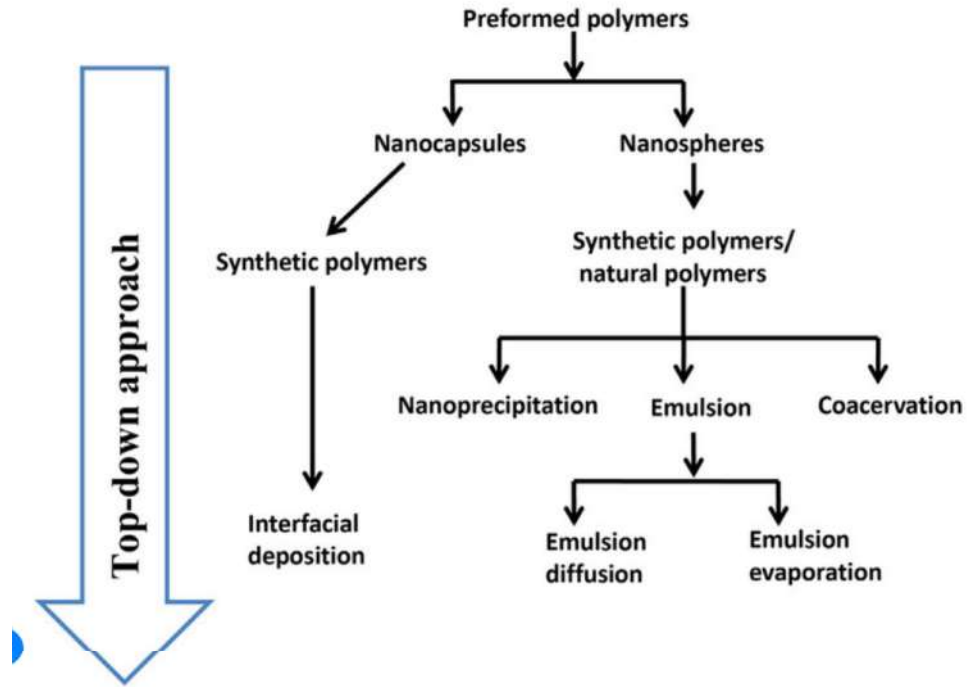 Preformed polymers
Nanocapsules
Nanospheres
Synthetic polymers
Synthetic polymers/
natural polymers
Nanoprecipitation
Emulsion
Coacervation
Interfacial
deposition
Emulsion
diffusion
Emulsion
evaporation
Top-down approach